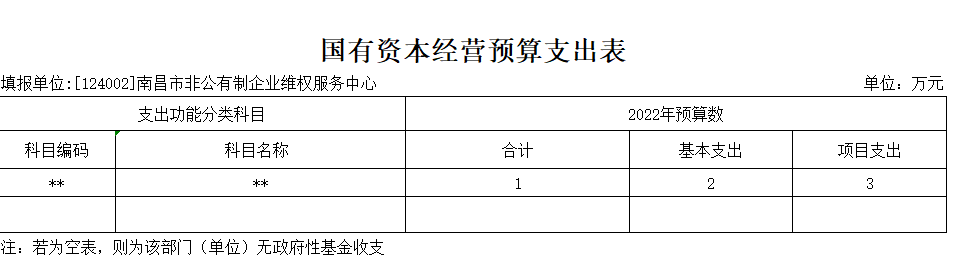 国有资本经营预算支出表
填报单位:[124002]南昌市非公有制企业维权服务中心 单位：万元
支出功能分类科目 2022年预算数
科目编码 科目名称 合计 基本支出 项目支出
** ** 1 2 3
注：若为空表，则为该部门（单位）无政府性基金收支